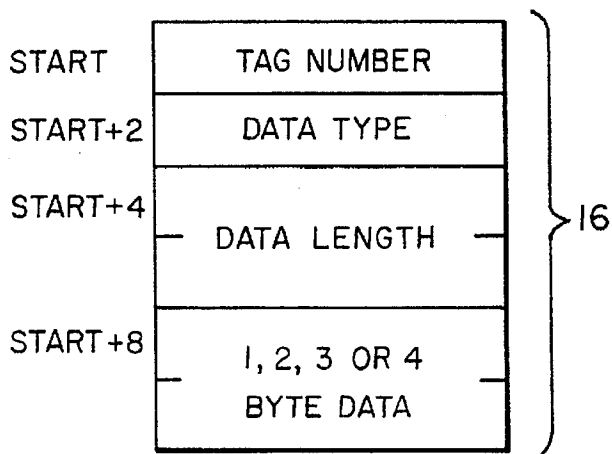 START TAG NUMBER
START+2 DATA TYPE
START+4
DATA LENGTH
16
START+8
1, 2, 3 OR 4
BYTE DATA